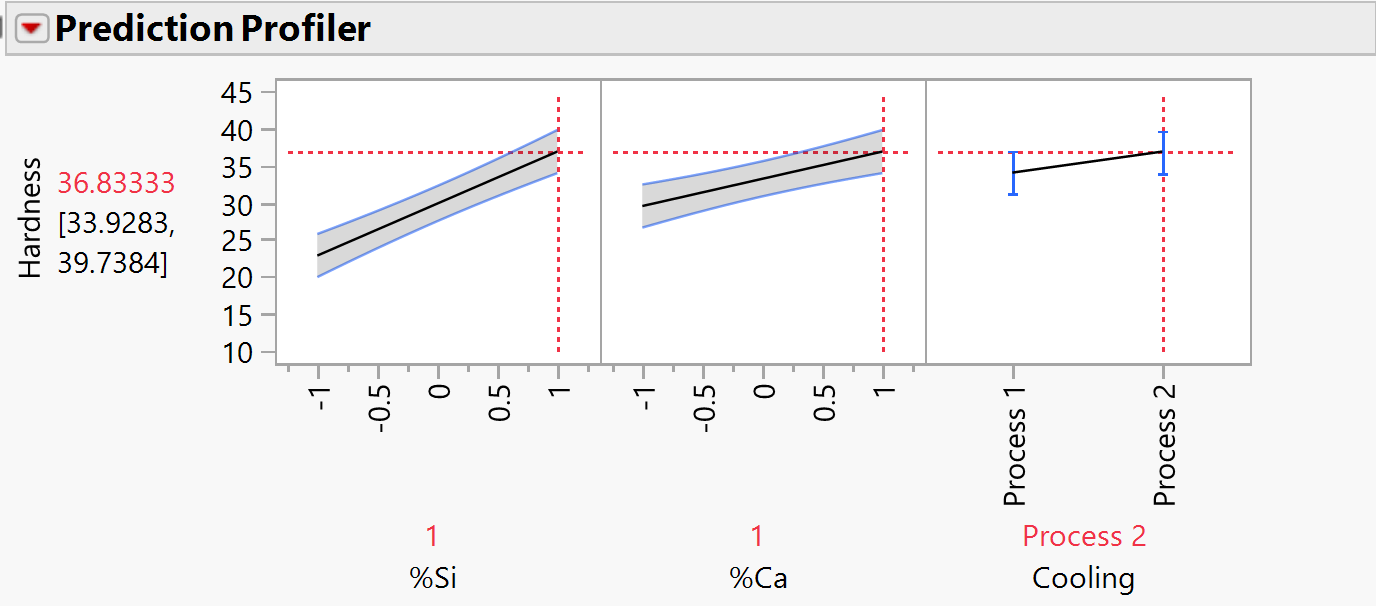 Prediction Profiler
Hardness
36.83333
[33.9283,
39.7384]
45
40
35
30
25
20
15
10
-1
-0.5
0
0.5
1
-1
-0.5
0
0.5
1
Process 1
Process 2
1
%Si
1
%Ca
Process 2
Cooling